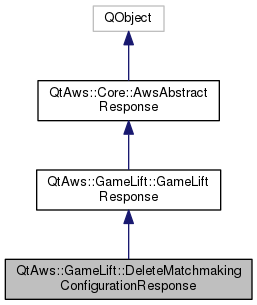 QObject
QtAws::Core::AwsAbstract
Response
QtAws::GameLift::GameLift
Response
QtAws::GameLift::DeleteMatchmaking
ConfigurationResponse